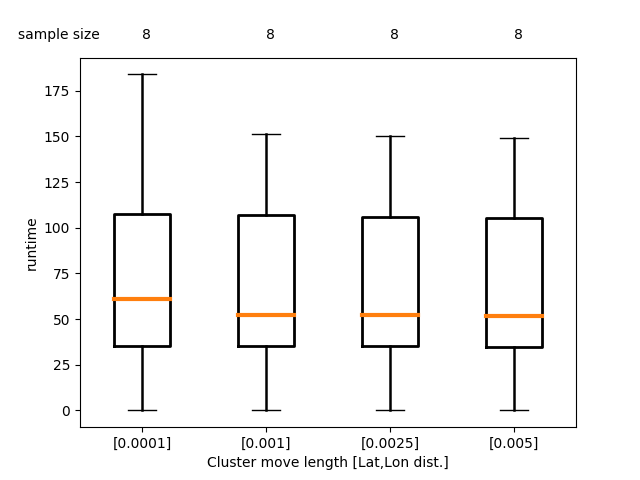 sample size 8 8 8 8
175
150
125
100
75
50
25
0
runtime
[0.0001] [0.001] [0.0025] [0.005]
Cluster move length [Lat,Lon dist.]